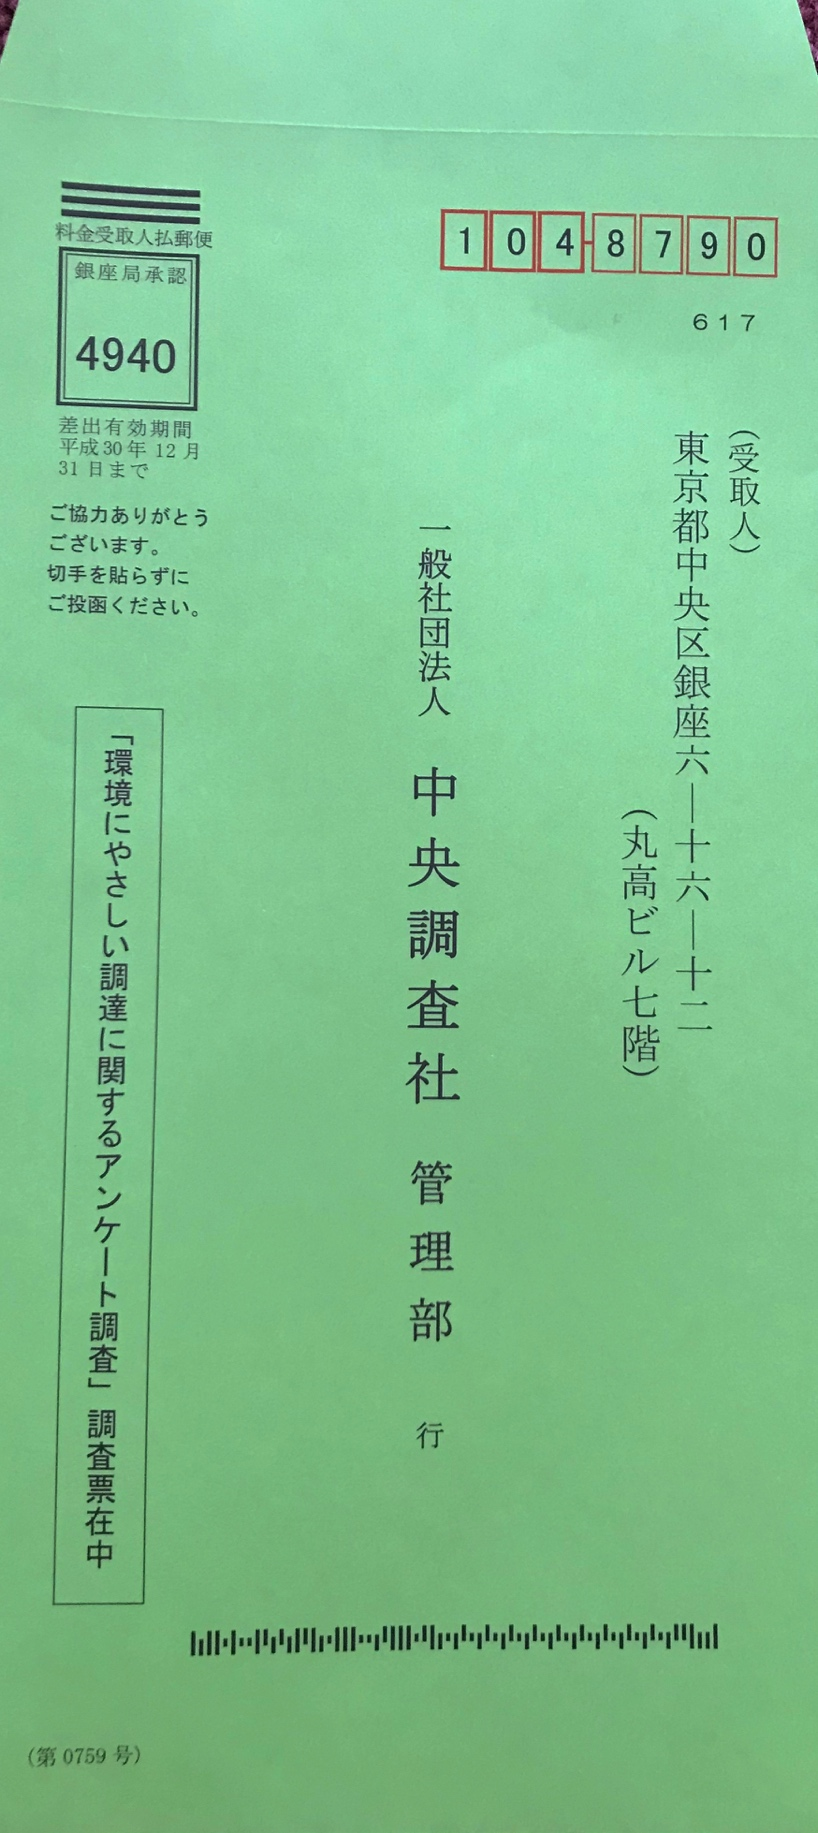 料金受取人払郵便
銀座局承認
4940
差出有効期間
平成30年12月
31日まで
ご協力ありがとう
ございます。
切手を貼らずに
ご投函ください。
104-8790
617
(受取人)
東京都中央区銀座六―十六―十二
(丸高ビル七階)
一般社団法人 中央調査社 管理部 行
「環境にやさしい調達に関するアンケート調査」調査票在中
(第0759号)